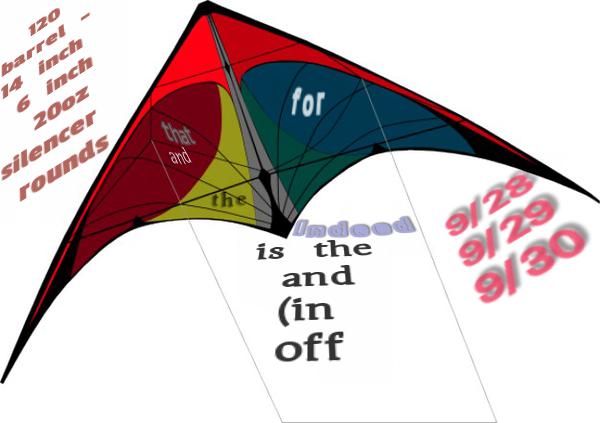 120
barrel -
14 inch
6 inch
20oz
silencer
rounds
that
and
the
for
Indeed
is the
and
(in
off
9/28
9/29
9/30